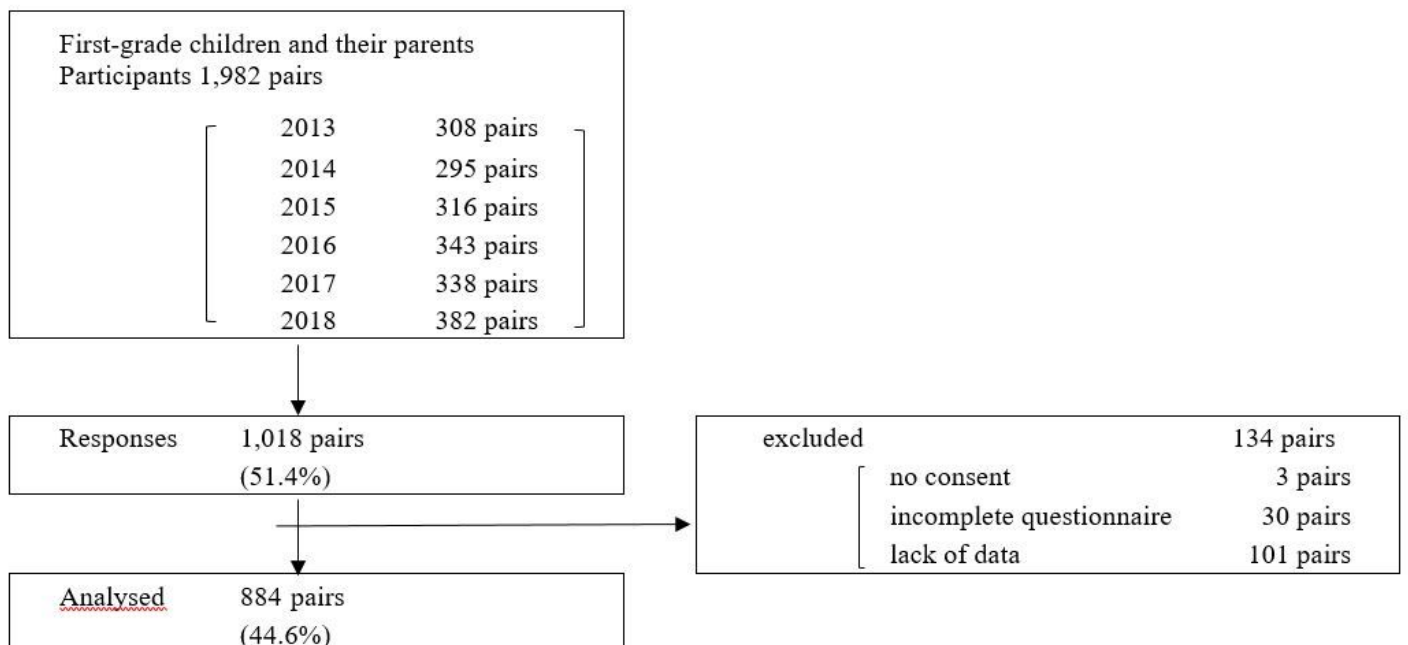 First-grade children and their parents
Participants 1,982 pairs
2013 308 pairs
2014 295 pairs
2015 316 pairs
2016 343 pairs
2017 338 pairs
2018 382 pairs
Responses 1,018 pairs
(51.4%)
excluded 134 pairs
no consent 3 pairs
incomplete questionnaire 30 pairs
lack of data 101 pairs
Analysed 884 pairs
(44.6%)